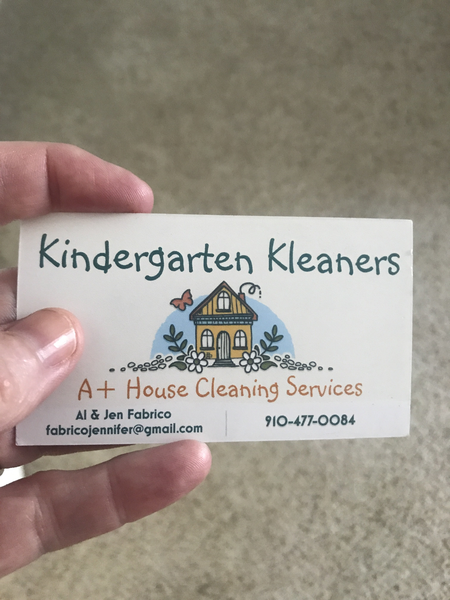 Kindergarten Kleaners
A+ House Cleaning Services
Al & Jen Fabrico
fabricojennifer@gmail.com
910-477-0084